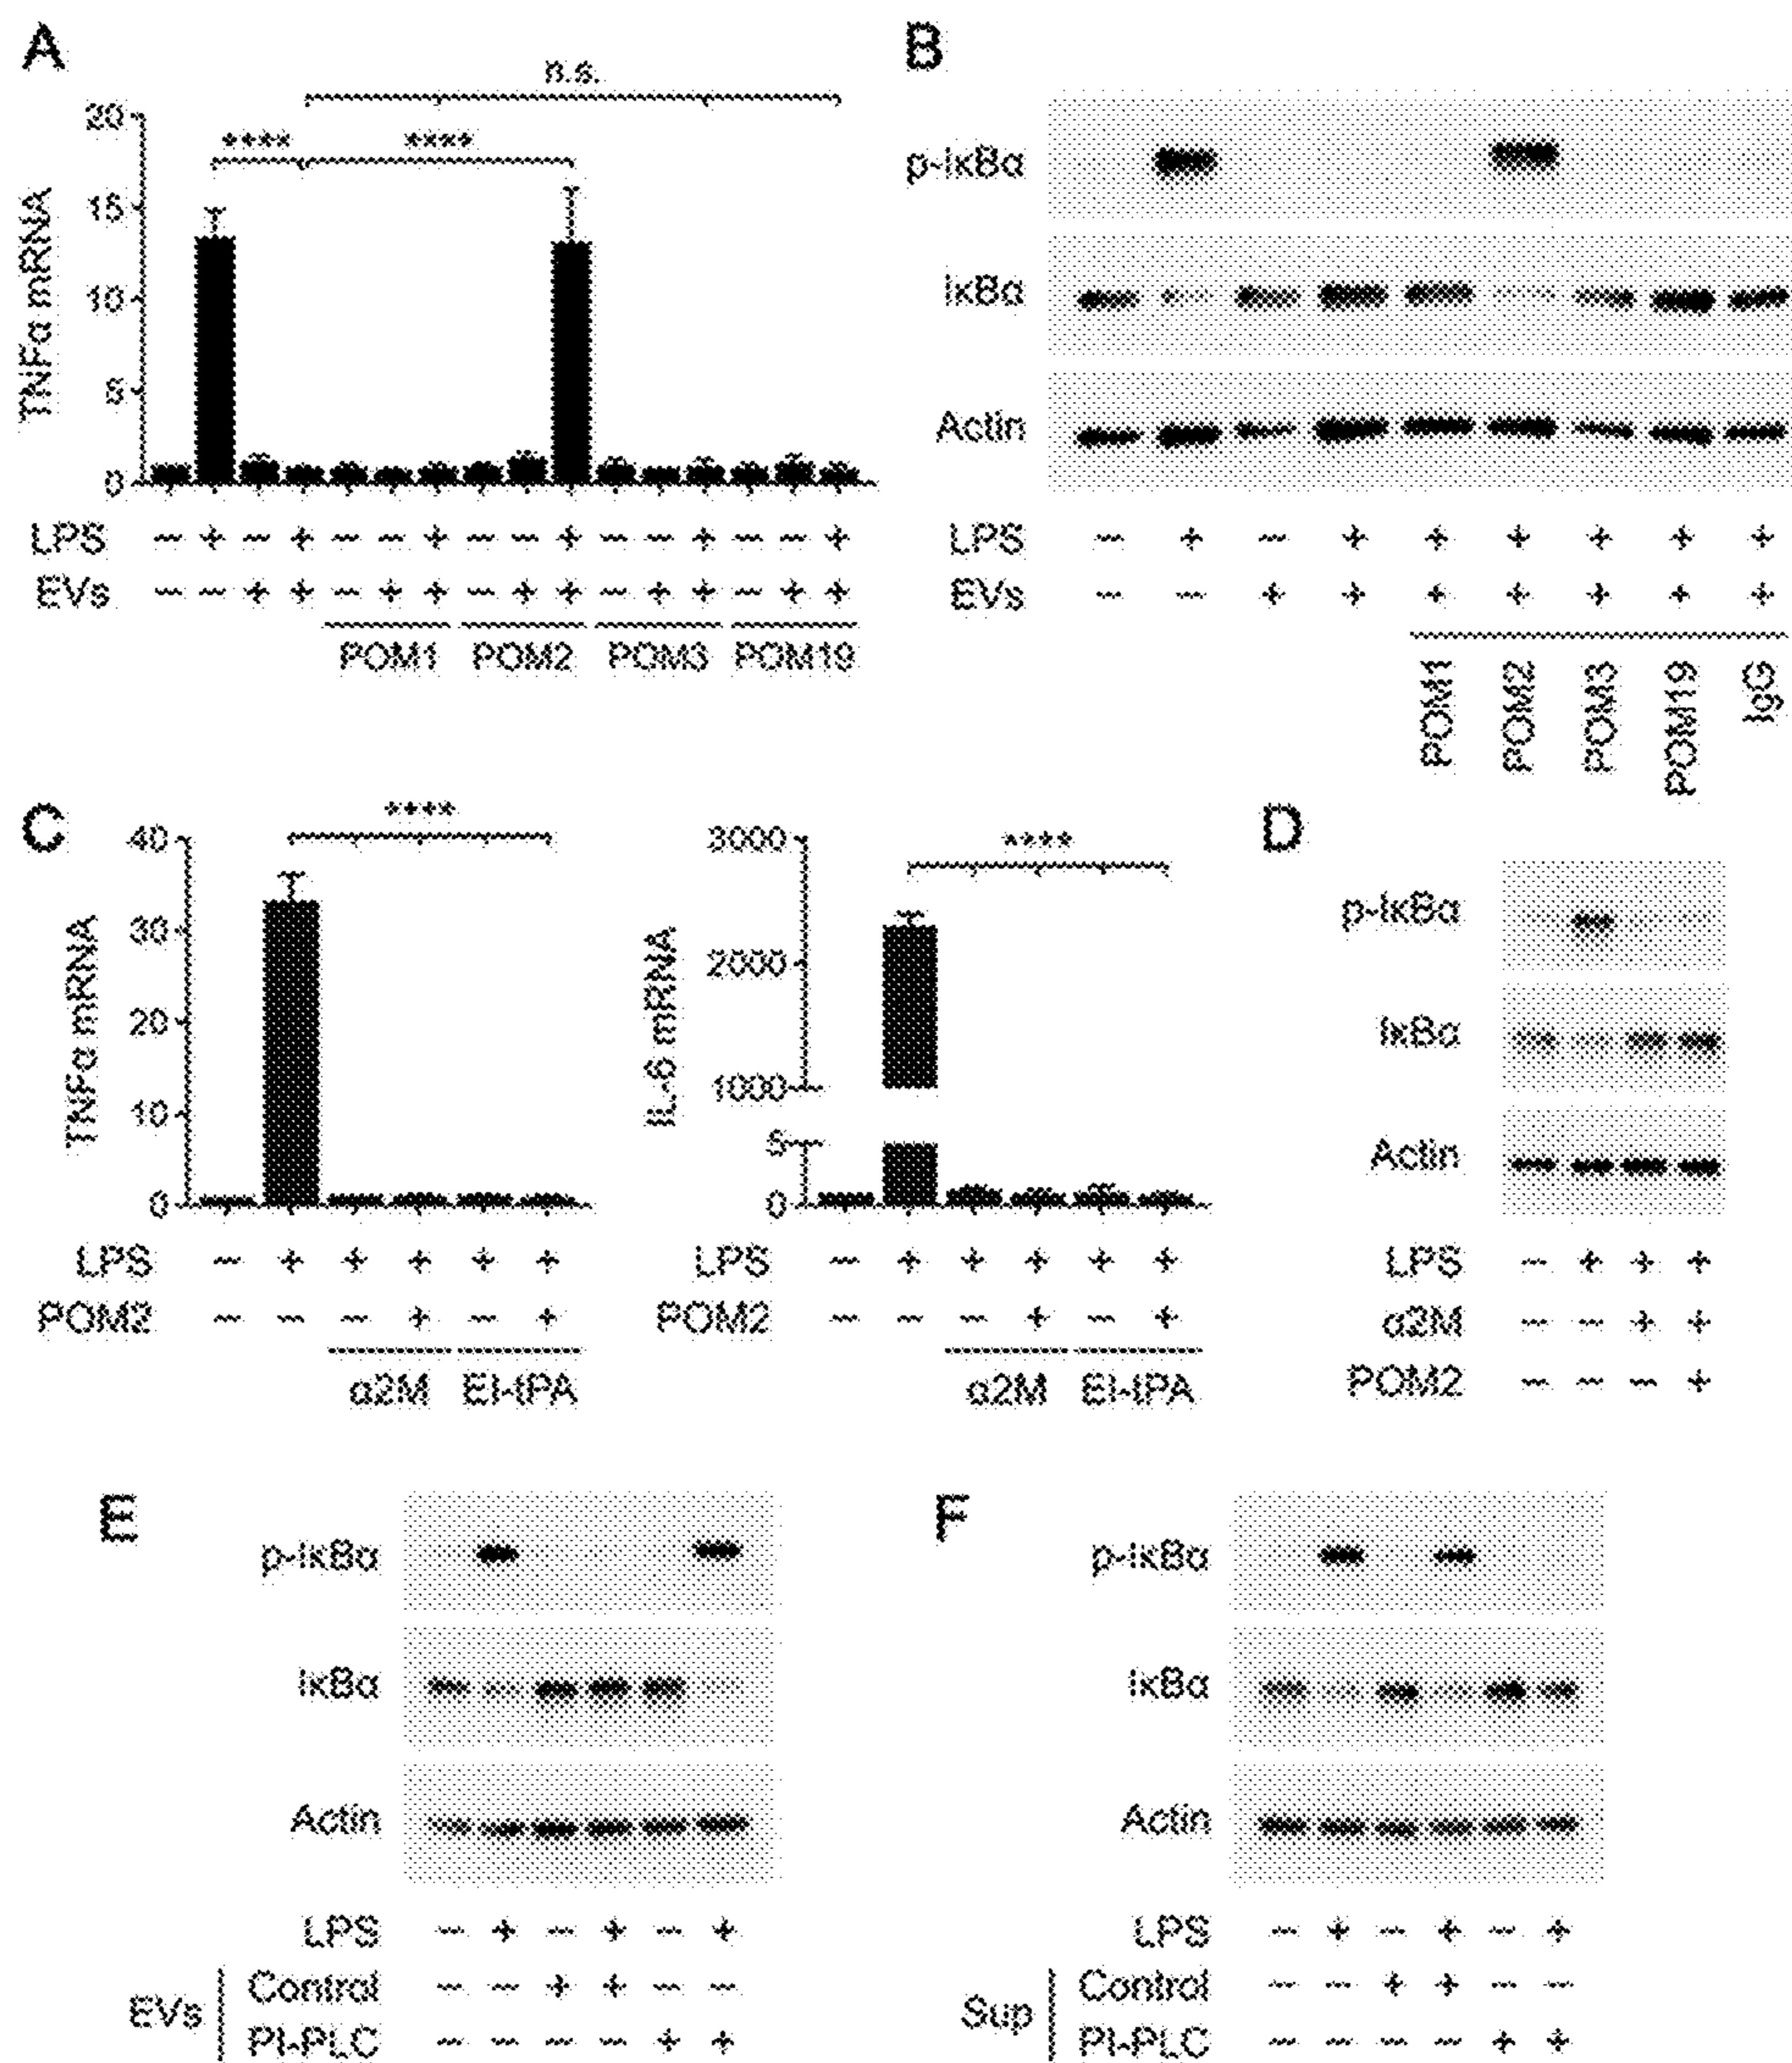 A
n.s.
**** ****
20
15
10
5
0
TNFα mRNA
LPS − + − + − − + − − + − − + − − +
EVs − − + + − + + − + + − + + − + +
POM1 POM2 POM3 POM19
B
p-IκBα
IκBα
Actin
LPS − + − + + + + + +
EVs − − + + + + + + +
POM1 POM2 POM3 POM19 IgG
C
****
40
30
20
10
0
TNFα mRNA
LPS − + + + + +
POM2 − − − + − +
α2M EI-tPA
****
3000
2000
1000
5
0
IL-6 mRNA
LPS − + + + + +
POM2 − − − + − +
α2M EI-tPA
D
p-IκBα
IκBα
Actin
LPS − + + +
α2M − − + +
POM2 − − − +
E
p-IκBα
IκBα
Actin
LPS − + − + − +
EVs
Control − − + + − −
PI-PLC − − − − + +
F
p-IκBα
IκBα
Actin
LPS − + − + − +
Sup
Control − − + + − −
PI-PLC − − − − + +